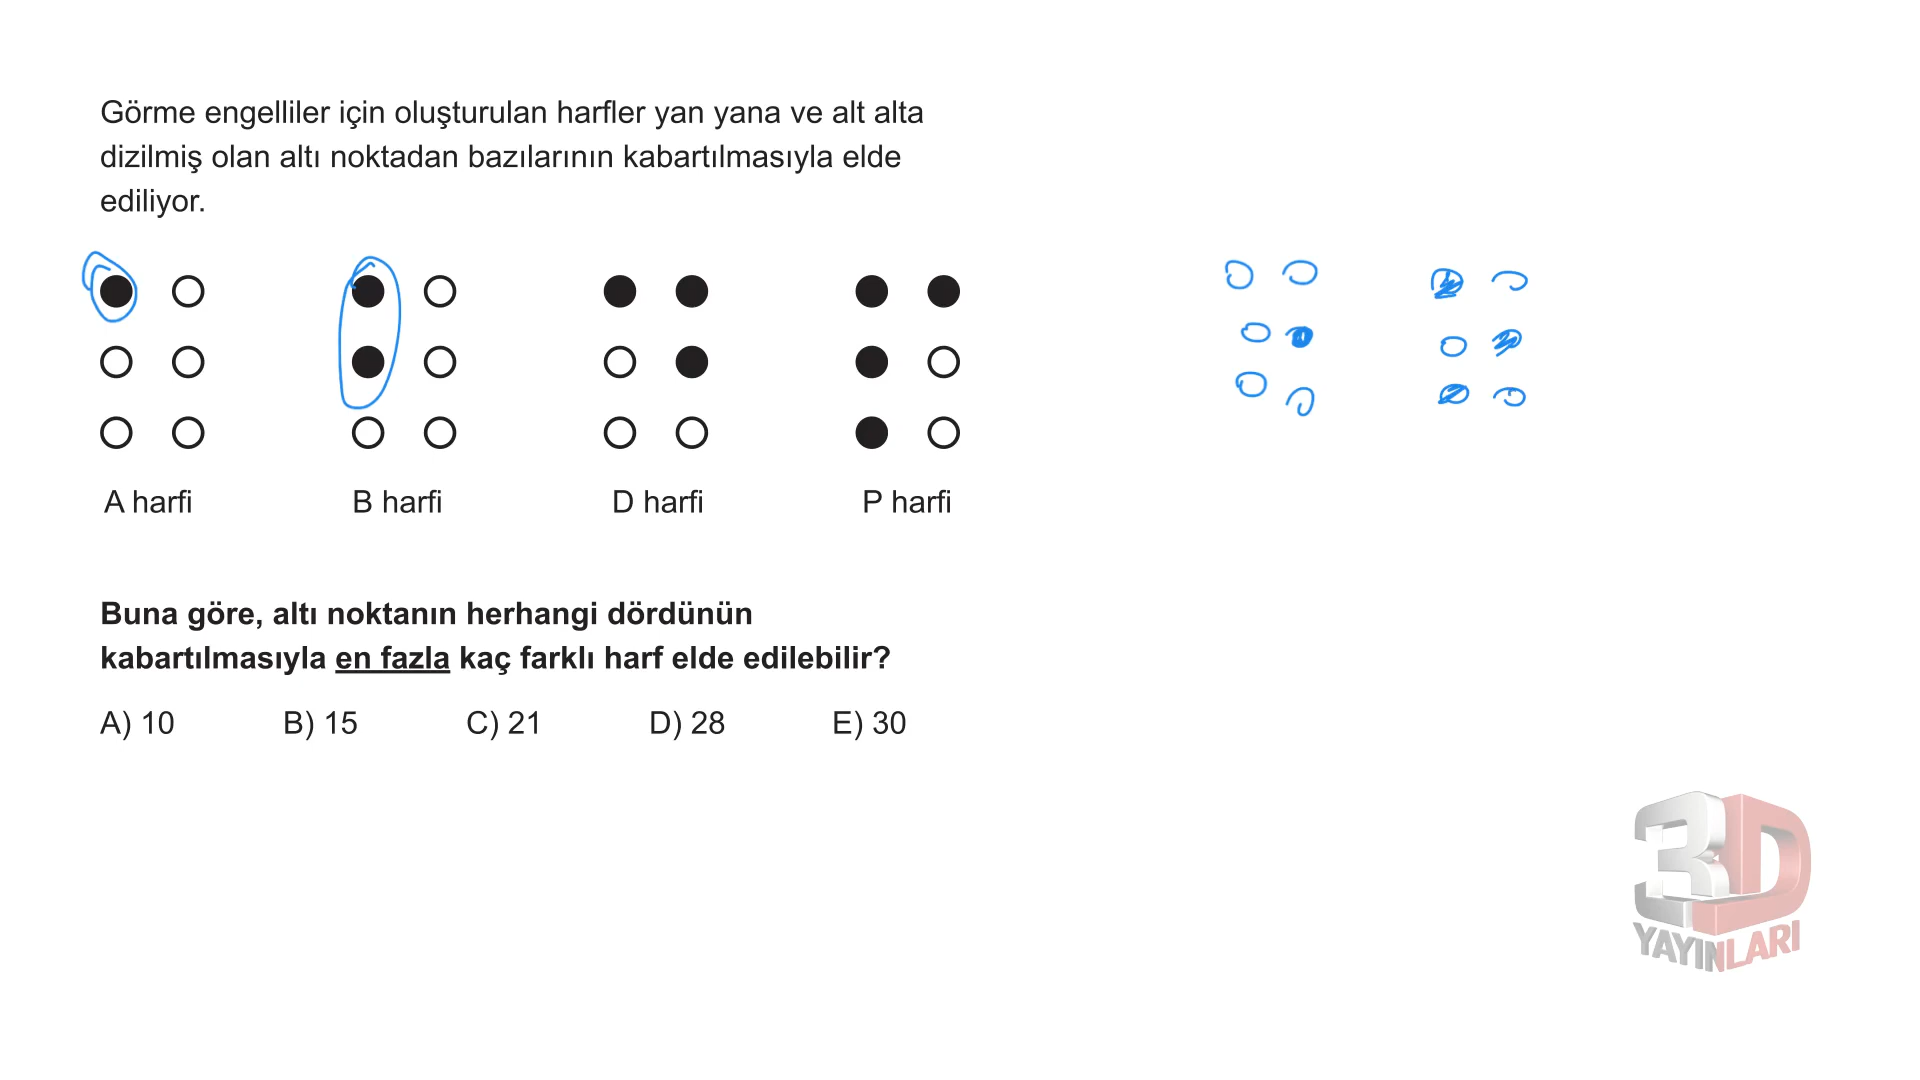 Görme engelliler için oluşturulan harfler yan yana ve alt alta
dizilmiş olan altı noktadan bazılarının kabartılmasıyla elde
ediliyor.
A harfi
B harfi
D harfi
P harfi
Buna göre, altı noktanın herhangi dördünün
kabartılmasıyla en fazla kaç farklı harf elde edilebilir?
A) 10 B) 15 C) 21 D) 28 E) 30
3D
YAYINLARI